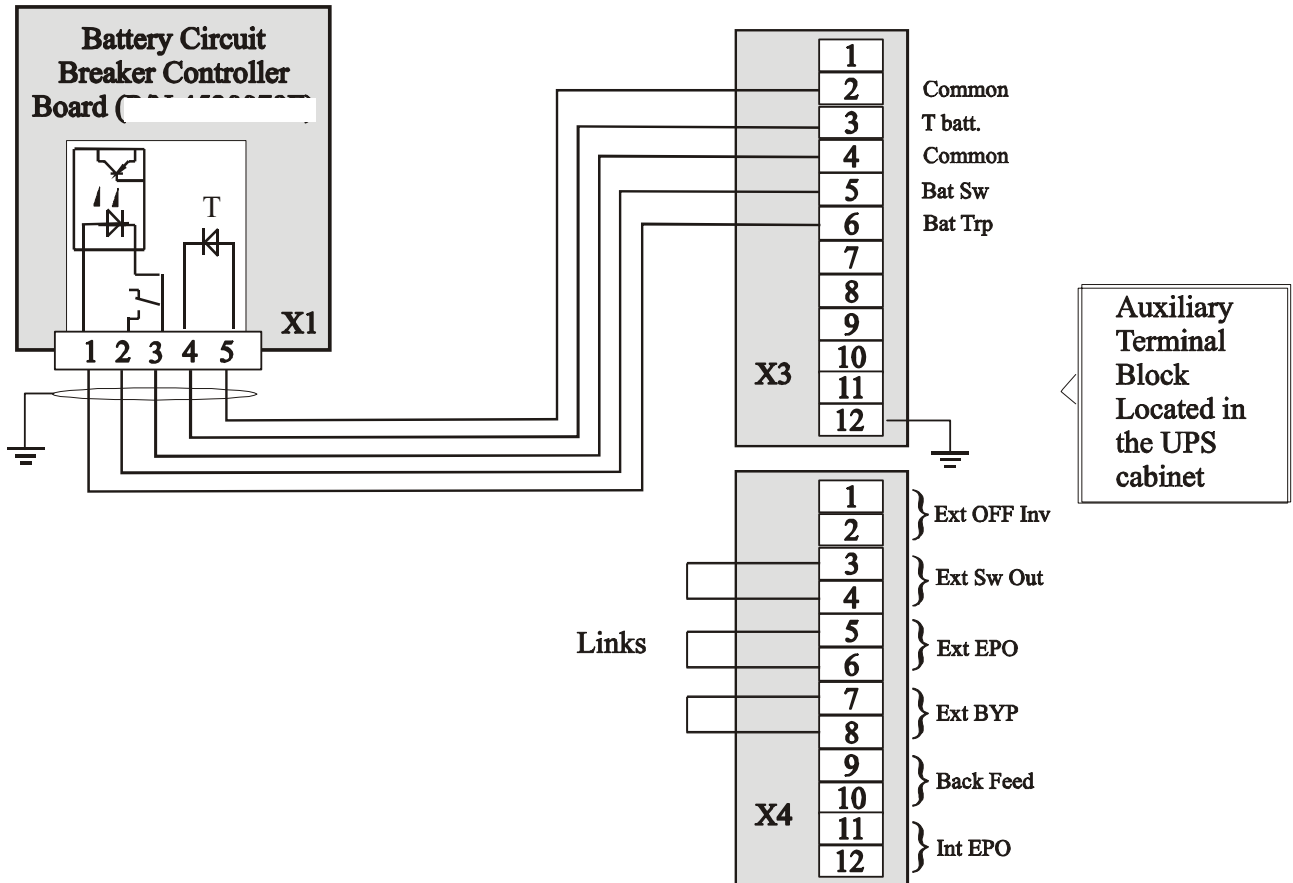 Battery Circuit
Breaker Controller
Board (
T
X1
1 2 3 4 5
1
2 Common
3 T batt.
4 Common
5 Bat Sw
6 Bat Trp
7
8
9
10
11
12
X3
Auxiliary
Terminal
Block
Located in
the UPS
cabinet
1
2
Ext OFF Inv
3
4
Ext Sw Out
5
6
Ext EPO
7
8
Ext BYP
9
10
Back Feed
11
12
Int EPO
X4
Links